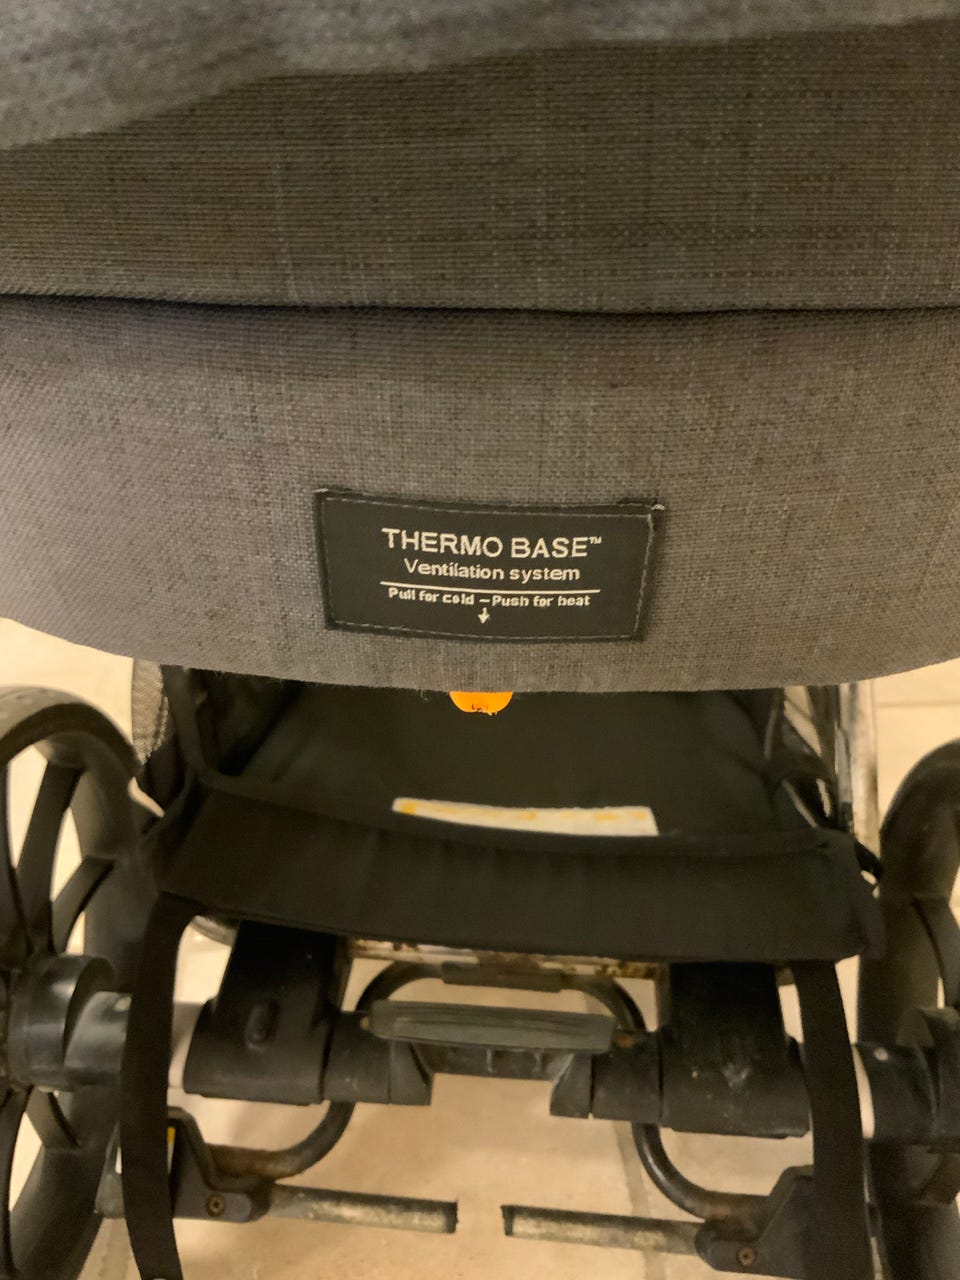 THERMO BASE™
Ventilation system
Pull for cold – Push for heat